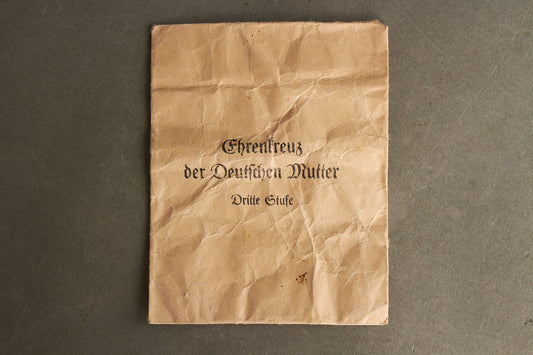 Ehrenkreuz
der Deutschen Mutter
Dritte Stufe